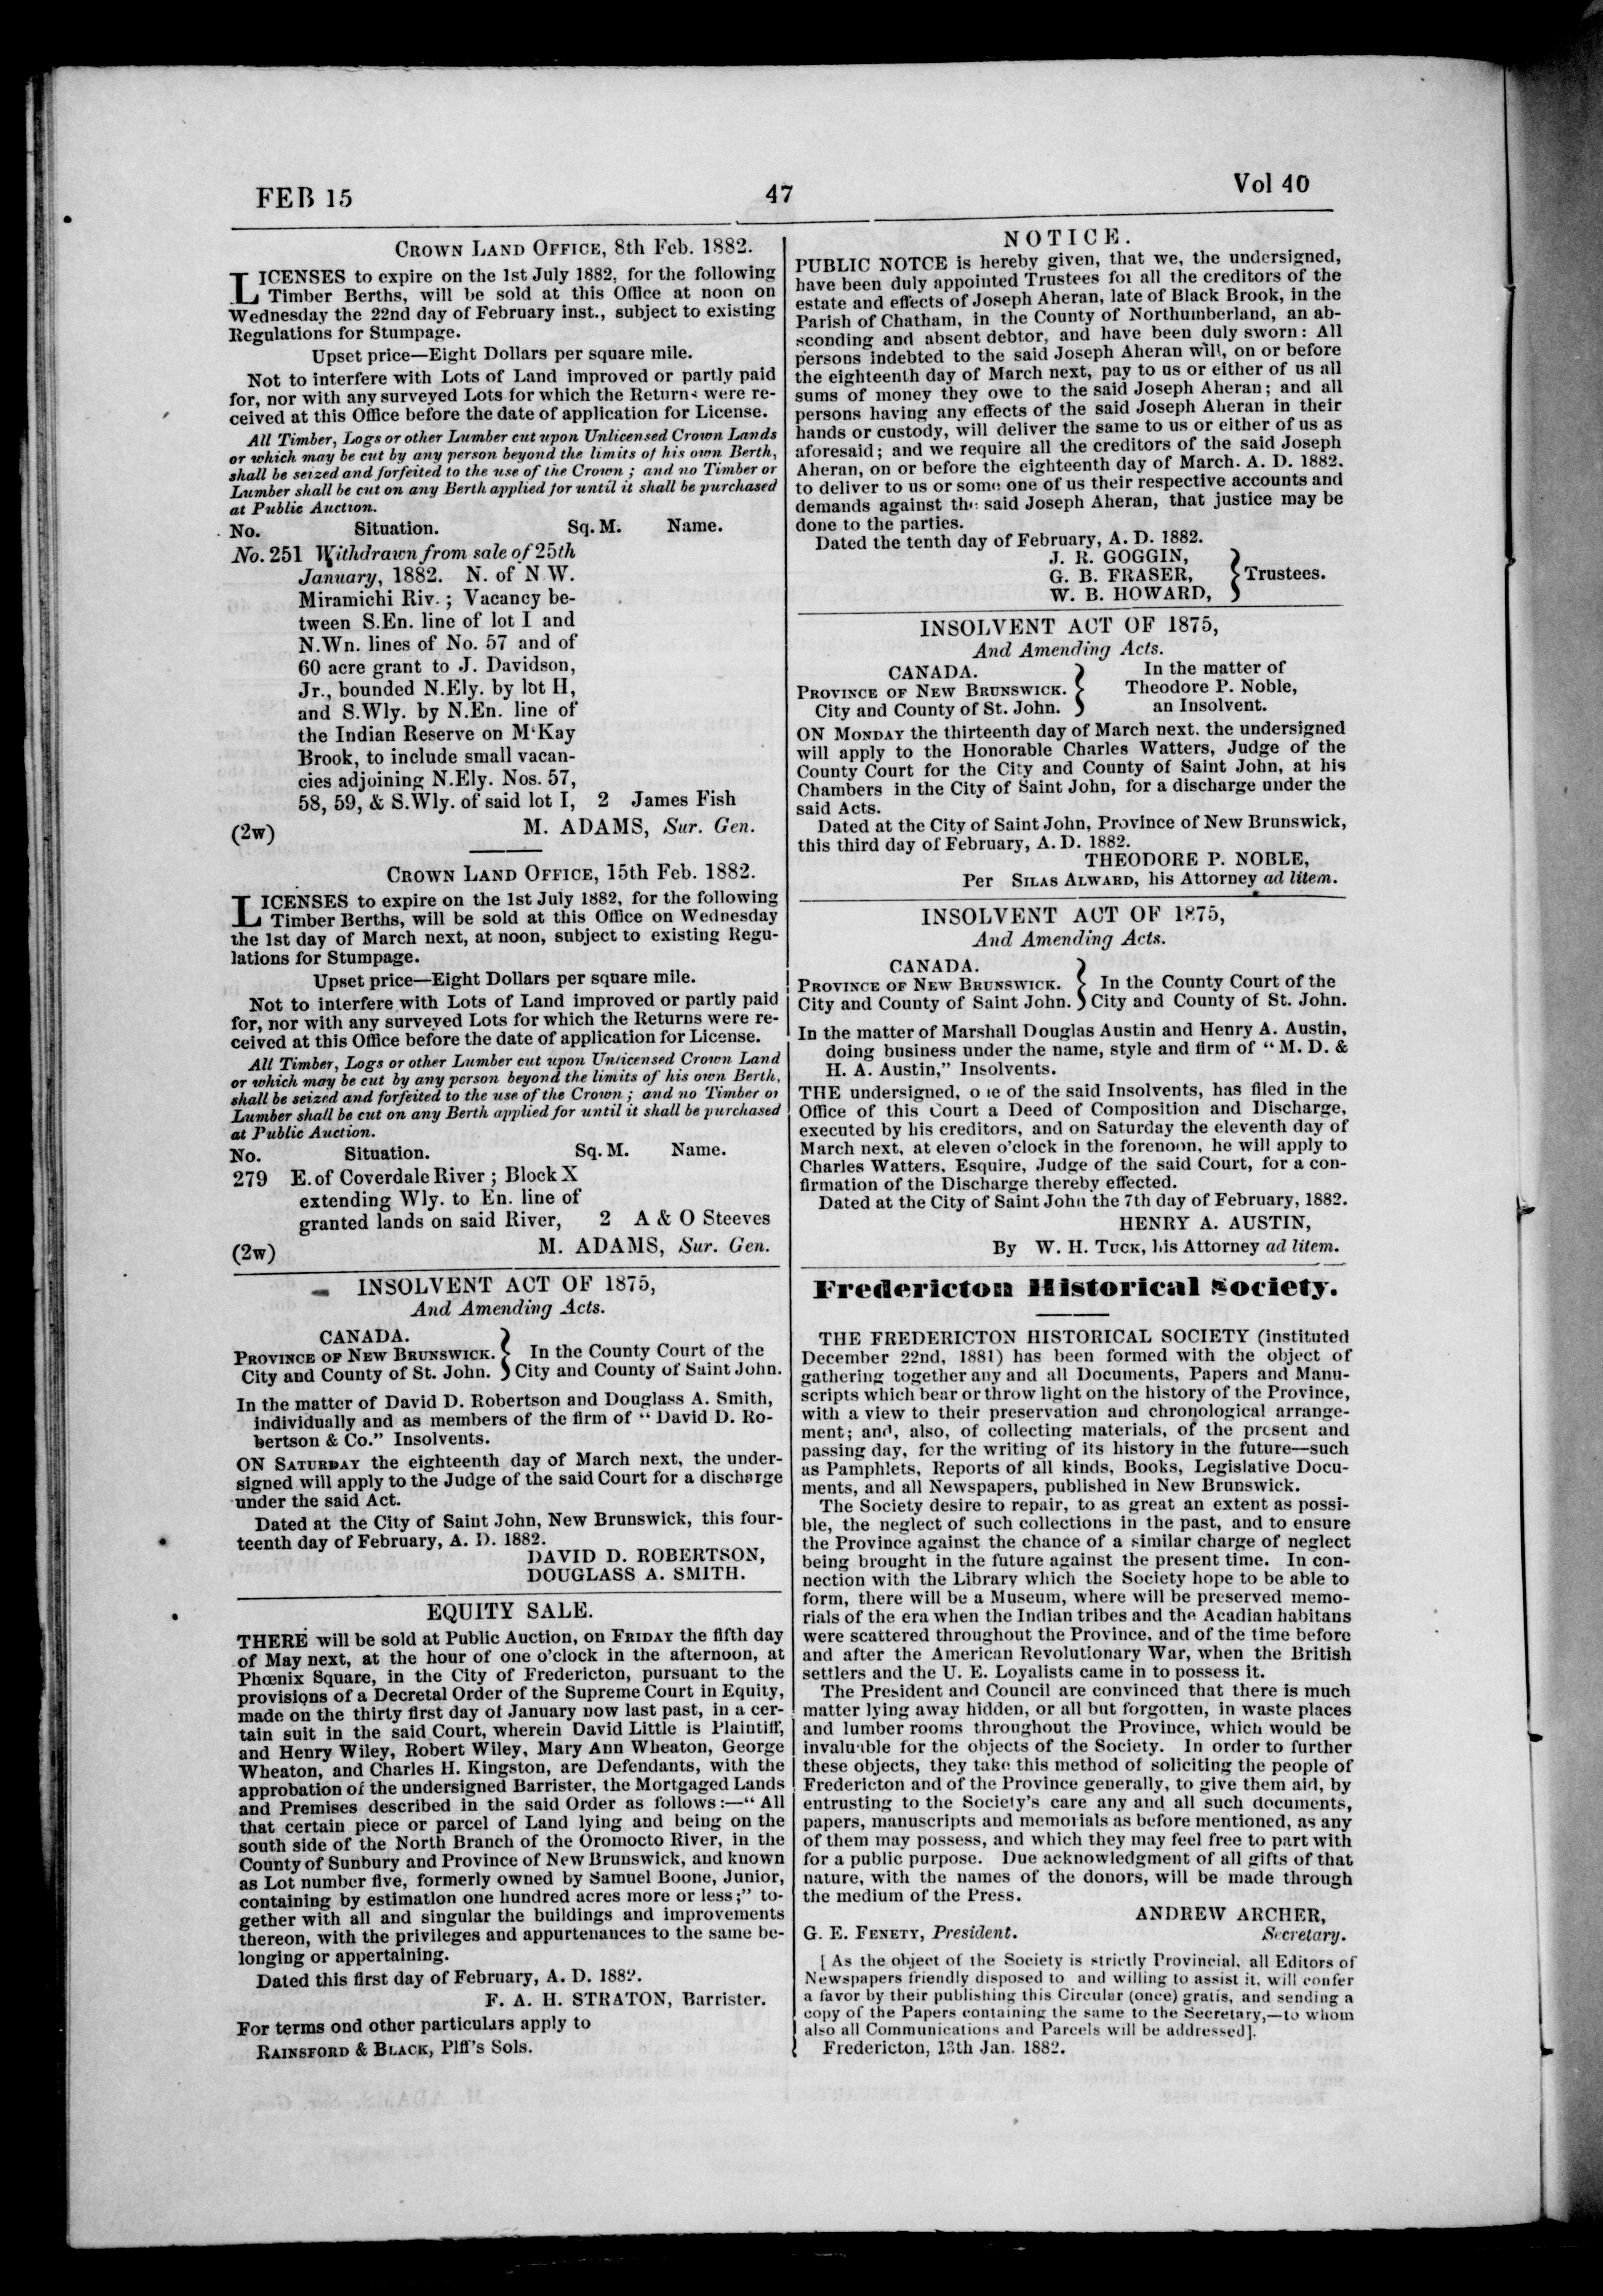 FEB 15
47
Vol 40
CROWN LAND OFFICE, 8th Feb. 1882.
LICENSES to expire on the 1st July 1882, for the following
Timber Berths, will be sold at this Office at noon on
Wednesday the 22nd day of February inst., subject to existing
Regulations for Stumpage.
Upset price—Eight Dollars per square mile.
Not to interfere with Lots of Land improved or partly paid
for, nor with any surveyed Lots for which the Returns were re-
ceived at this Office before the date of application for License.
All Timber, Logs or other Lumber cut upon Unlicensed Crown Lands
or which may be cut by any person beyond the limits of his own Berth,
shall be seized and forfeited to the use of the Crown ; and no Timber or
Lumber shall be cut on any Berth applied for until it shall be purchased
at Public Auction.
No. Situation. Sq. M. Name.
No. 251 Withdrawn from sale of 25th
January, 1882. N. of N W.
Miramichi Riv. ; Vacancy be-
tween S.En. line of lot I and
N.Wn. lines of No. 57 and of
60 acre grant to J. Davidson,
Jr., bounded N.Ely. by lot H,
and S.Wly. by N.En. line of
the Indian Reserve on M'Kay
Brook, to include small vacan-
cies adjoining N.Ely. Nos. 57,
58, 59, & S.Wly. of said lot I, 2 James Fish
(2w) M. ADAMS, Sur. Gen.
CROWN LAND OFFICE, 15th Feb. 1882.
LICENSES to expire on the 1st July 1882, for the following
Timber Berths, will be sold at this Office on Wednesday
the 1st day of March next, at noon, subject to existing Regu-
lations for Stumpage.
Upset price—Eight Dollars per square mile.
Not to interfere with Lots of Land improved or partly paid
for, nor with any surveyed Lots for which the Returns were re-
ceived at this Office before the date of application for License.
All Timber, Logs or other Lumber cut upon Unlicensed Crown Land
or which may be cut by any person beyond the limits of his own Berth,
shall be seized and forfeited to the use of the Crown ; and no Timber or
Lumber shall be cut on any Berth applied for until it shall be purchased
at Public Auction.
No. Situation. Sq. M. Name.
279 E. of Coverdale River ; Block X
extending Wly. to En. line of
granted lands on said River, 2 A & O Steeves
(2w) M. ADAMS, Sur. Gen.
INSOLVENT ACT OF 1875,
And Amending Acts.
CANADA.
PROVINCE OF NEW BRUNSWICK. } In the County Court of the
City and County of St. John. City and County of Saint John.
In the matter of David D. Robertson and Douglass A. Smith,
individually and as members of the firm of " David D. Ro-
bertson & Co." Insolvents.
ON SATURDAY the eighteenth day of March next, the under-
signed will apply to the Judge of the said Court for a discharge
under the said Act.
Dated at the City of Saint John, New Brunswick, this four-
teenth day of February, A. D. 1882.
DAVID D. ROBERTSON,
DOUGLASS A. SMITH.
EQUITY SALE.
THERE will be sold at Public Auction, on FRIDAY the fifth day
of May next, at the hour of one o'clock in the afternoon, at
Phœnix Square, in the City of Fredericton, pursuant to the
provisions of a Decretal Order of the Supreme Court in Equity,
made on the thirty first day of January now last past, in a cer-
tain suit in the said Court, wherein David Little is Plaintiff,
and Henry Wiley, Robert Wiley, Mary Ann Wheaton, George
Wheaton, and Charles H. Kingston, are Defendants, with the
approbation of the undersigned Barrister, the Mortgaged Lands
and Premises described in the said Order as follows :—" All
that certain piece or parcel of Land lying and being on the
south side of the North Branch of the Oromocto River, in the
County of Sunbury and Province of New Brunswick, and known
as Lot number five, formerly owned by Samuel Boone, Junior,
containing by estimation one hundred acres more or less ;" to-
gether with all and singular the buildings and improvements
thereon, with the privileges and appurtenances to the same be-
longing or appertaining.
Dated this first day of February, A. D. 1882.
F. A. H. STRATON, Barrister.
For terms ond other particulars apply to
RAINSFORD & BLACK, Plff's Sols.
NOTICE.
PUBLIC NOTCE is hereby given, that we, the undersigned,
have been duly appointed Trustees for all the creditors of the
estate and effects of Joseph Aheran, late of Black Brook, in the
Parish of Chatham, in the County of Northumberland, an ab-
sconding and absent debtor, and have been duly sworn: All
persons indebted to the said Joseph Aheran will, on or before
the eighteenth day of March next, pay to us or either of us all
sums of money they owe to the said Joseph Aheran; and all
persons having any effects of the said Joseph Aheran in their
hands or custody, will deliver the same to us or either of us as
aforesaid; and we require all the creditors of the said Joseph
Aheran, on or before the eighteenth day of March. A. D. 1882.
to deliver to us or some one of us their respective accounts and
demands against the said Joseph Aheran, that justice may be
done to the parties.
Dated the tenth day of February, A. D. 1882.
J. R. GOGGIN,
G. B. FRASER, } Trustees.
W. B. HOWARD,
INSOLVENT ACT OF 1875,
And Amending Acts.
CANADA. In the matter of
PROVINCE OF NEW BRUNSWICK. } Theodore P. Noble,
City and County of St. John. an Insolvent.
ON MONDAY the thirteenth day of March next. the undersigned
will apply to the Honorable Charles Watters, Judge of the
County Court for the City and County of Saint John, at his
Chambers in the City of Saint John, for a discharge under the
said Acts.
Dated at the City of Saint John, Province of New Brunswick,
this third day of February, A. D. 1882.
THEODORE P. NOBLE,
Per SILAS ALWARD, his Attorney ad litem.
INSOLVENT ACT OF 1875,
And Amending Acts.
CANADA.
PROVINCE OF NEW BRUNSWICK. } In the County Court of the
City and County of Saint John. City and County of St. John.
In the matter of Marshall Douglas Austin and Henry A. Austin,
doing business under the name, style and firm of " M. D. &
H. A. Austin," Insolvents.
THE undersigned, one of the said Insolvents, has filed in the
Office of this Court a Deed of Composition and Discharge,
executed by his creditors, and on Saturday the eleventh day of
March next, at eleven o'clock in the forenoon, he will apply to
Charles Watters, Esquire, Judge of the said Court, for a con-
firmation of the Discharge thereby effected.
Dated at the City of Saint John the 7th day of February, 1882.
HENRY A. AUSTIN,
By W. H. TUCK, his Attorney ad litem.
Fredericton Historical Society.
THE FREDERICTON HISTORICAL SOCIETY (instituted
December 22nd, 1881) has been formed with the object of
gathering together any and all Documents, Papers and Manu-
scripts which bear or throw light on the history of the Province,
with a view to their preservation and chronological arrange-
ment; and, also, of collecting materials, of the present and
passing day, for the writing of its history in the future—such
as Pamphlets, Reports of all kinds, Books, Legislative Docu-
ments, and all Newspapers, published in New Brunswick.
The Society desire to repair, to as great an extent as possi-
ble, the neglect of such collections in the past, and to ensure
the Province against the chance of a similar charge of neglect
being brought in the future against the present time. In con-
nection with the Library which the Society hope to be able to
form, there will be a Museum, where will be preserved memo-
rials of the era when the Indian tribes and the Acadian habitans
were scattered throughout the Province, and of the time before
and after the American Revolutionary War, when the British
settlers and the U. E. Loyalists came in to possess it.
The President and Council are convinced that there is much
matter lying away hidden, or all but forgotten, in waste places
and lumber rooms throughout the Province, which would be
invaluable for the objects of the Society. In order to further
these objects, they take this method of soliciting the people of
Fredericton and of the Province generally, to give them aid, by
entrusting to the Society's care any and all such documents,
papers, manuscripts and memorials as before mentioned, as any
of them may possess, and which they may feel free to part with
for a public purpose. Due acknowledgment of all gifts of that
nature, with the names of the donors, will be made through
the medium of the Press.
ANDREW ARCHER,
G. E. FENETY, President. Secretary.
[ As the object of the Society is strictly Provincial, all Editors of
Newspapers friendly disposed to and willing to assist it, will confer
a favor by their publishing this Circular (once) gratis, and sending a
copy of the Papers containing the same to the Secretary,—to whom
also all Communications and Parcels will be addressed].
Fredericton, 13th Jan. 1882.